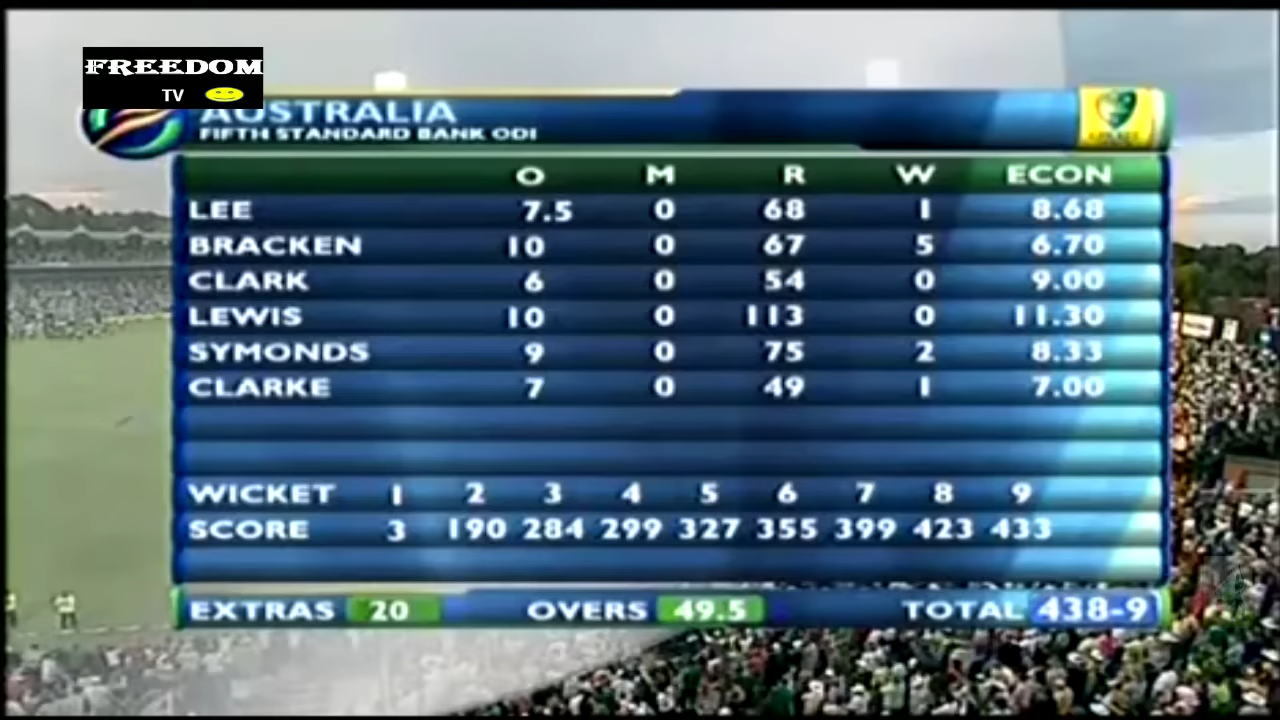 FREEDOM
TV
AUSTRALIA
FIFTH STANDARD BANK ODI
O M R W ECON
LEE 7.5 0 68 1 8.68
BRACKEN 10 0 67 5 6.70
CLARK 6 0 54 0 9.00
LEWIS 10 0 113 0 11.30
SYMONDS 9 0 75 2 8.33
CLARKE 7 0 49 1 7.00
WICKET 1 2 3 4 5 6 7 8 9
SCORE 3 190 284 299 327 355 399 423 433
EXTRAS 20 OVERS 49.5 TOTAL 438-9